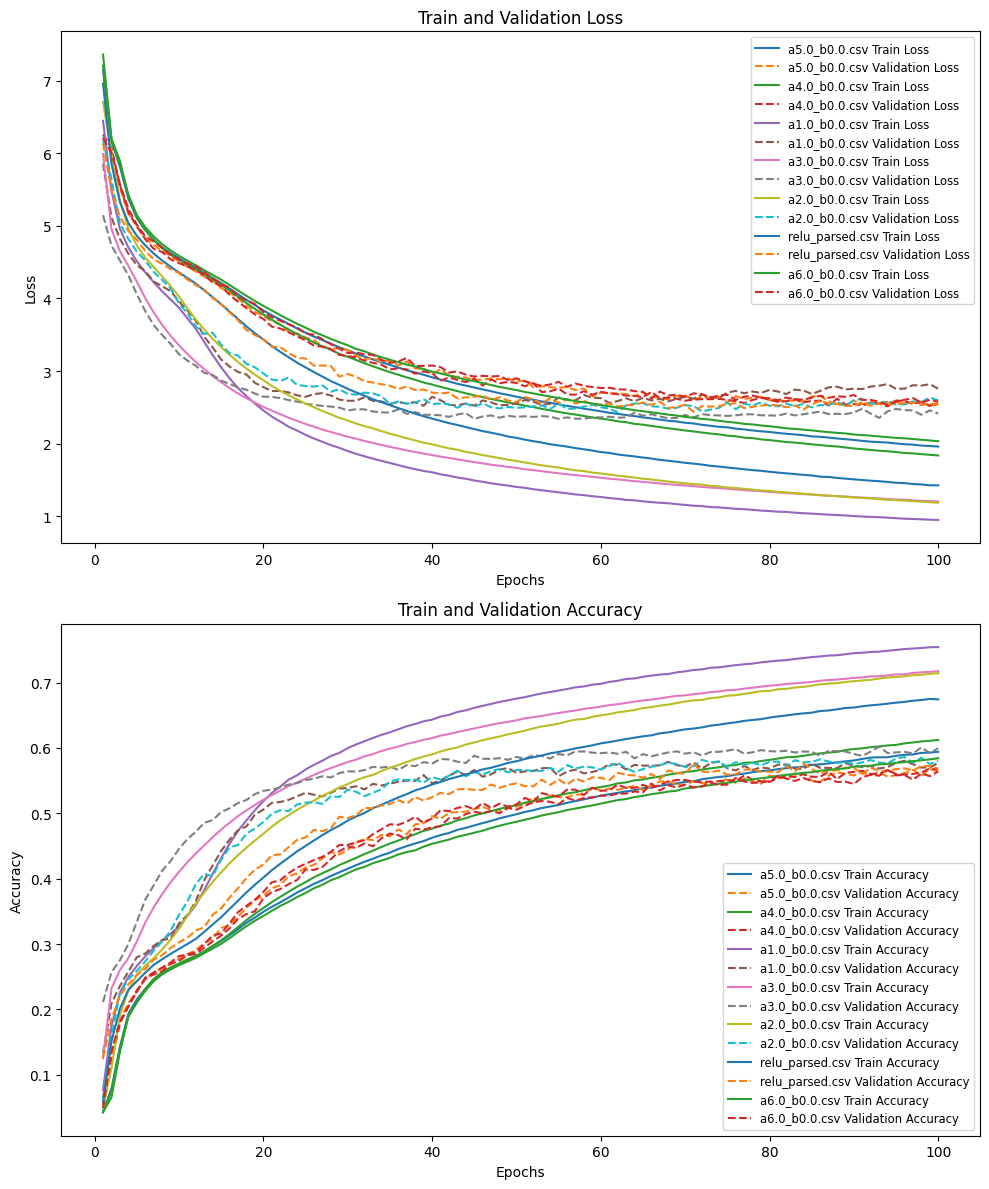 Train and Validation Loss
7
6
5
4
3
2
1
Loss
a5.0_b0.0.csv Train Loss
a5.0_b0.0.csv Validation Loss
a4.0_b0.0.csv Train Loss
a4.0_b0.0.csv Validation Loss
a1.0_b0.0.csv Train Loss
a1.0_b0.0.csv Validation Loss
a3.0_b0.0.csv Train Loss
a3.0_b0.0.csv Validation Loss
a2.0_b0.0.csv Train Loss
a2.0_b0.0.csv Validation Loss
relu_parsed.csv Train Loss
relu_parsed.csv Validation Loss
a6.0_b0.0.csv Train Loss
a6.0_b0.0.csv Validation Loss
0 20 40 60 80 100
Epochs
Train and Validation Accuracy
0.7
0.6
0.5
0.4
0.3
0.2
0.1
Accuracy
a5.0_b0.0.csv Train Accuracy
a5.0_b0.0.csv Validation Accuracy
a4.0_b0.0.csv Train Accuracy
a4.0_b0.0.csv Validation Accuracy
a1.0_b0.0.csv Train Accuracy
a1.0_b0.0.csv Validation Accuracy
a3.0_b0.0.csv Train Accuracy
a3.0_b0.0.csv Validation Accuracy
a2.0_b0.0.csv Train Accuracy
a2.0_b0.0.csv Validation Accuracy
relu_parsed.csv Train Accuracy
relu_parsed.csv Validation Accuracy
a6.0_b0.0.csv Train Accuracy
a6.0_b0.0.csv Validation Accuracy
0 20 40 60 80 100
Epochs